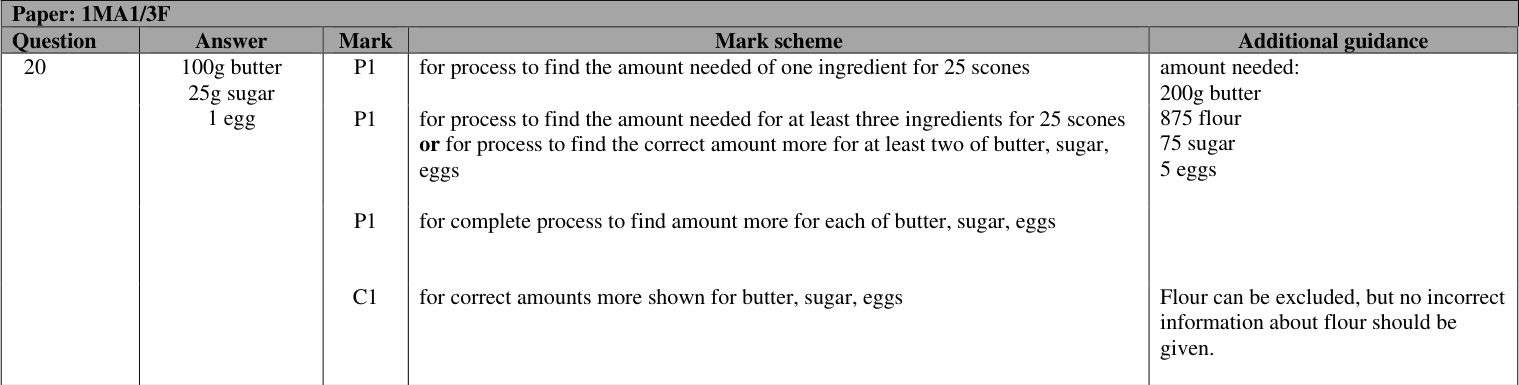 Paper: 1MA1/3F
Question Answer Mark Mark scheme Additional guidance
20 100g butter P1 for process to find the amount needed of one ingredient for 25 scones amount needed:
25g sugar 200g butter
1 egg P1 for process to find the amount needed for at least three ingredients for 25 scones 875 flour
or for process to find the correct amount more for at least two of butter, sugar, 75 sugar
eggs 5 eggs
P1 for complete process to find amount more for each of butter, sugar, eggs
C1 for correct amounts more shown for butter, sugar, eggs Flour can be excluded, but no incorrect
information about flour should be
given.